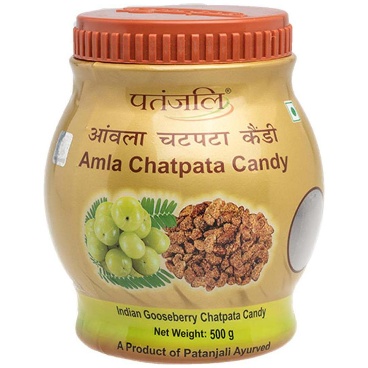 पतंजलि®
आंवला चटपटा कैंडी
Amla Chatpata Candy
Indian Gooseberry Chatpata Candy
Net Weight: 500 g
A Product of Patanjali Ayurved